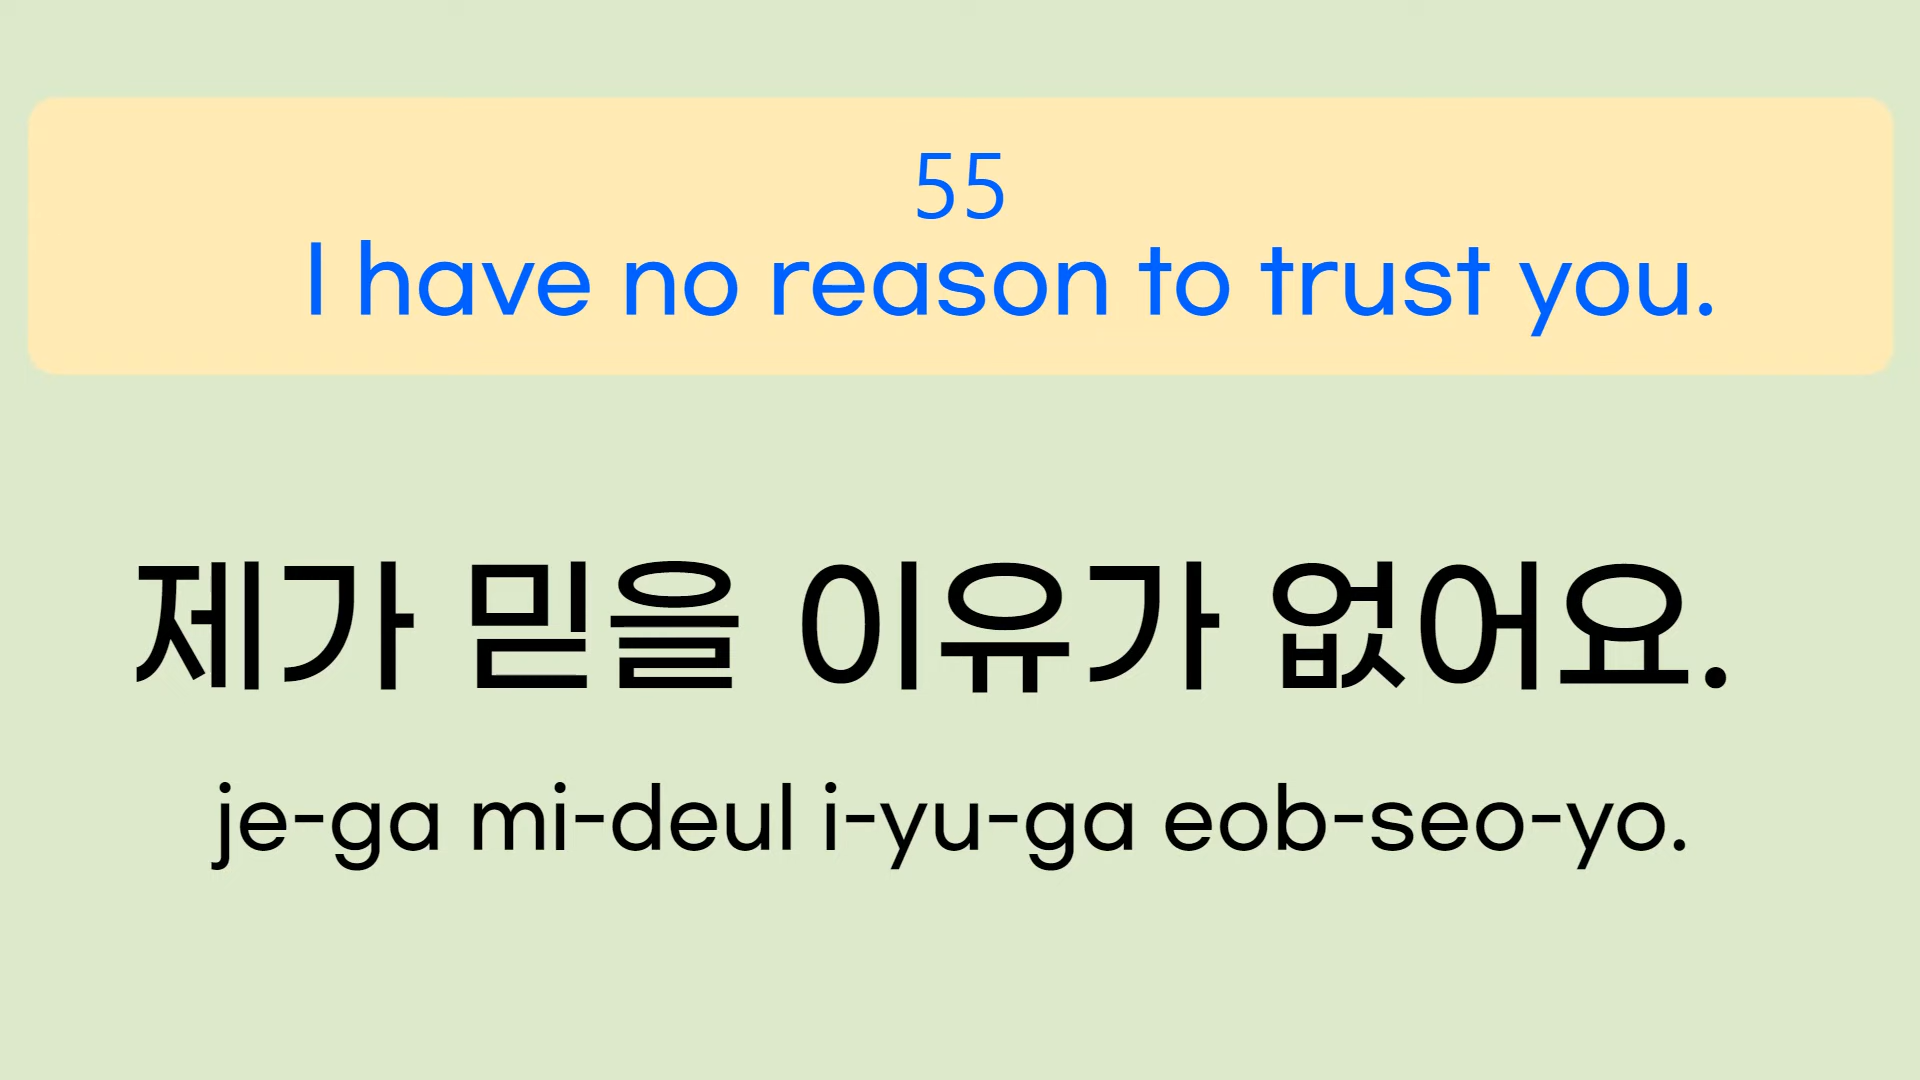 55
I have no reason to trust you.
제가 믿을 이유가 없어요.
je-ga mi-deul i-yu-ga eob-seo-yo.